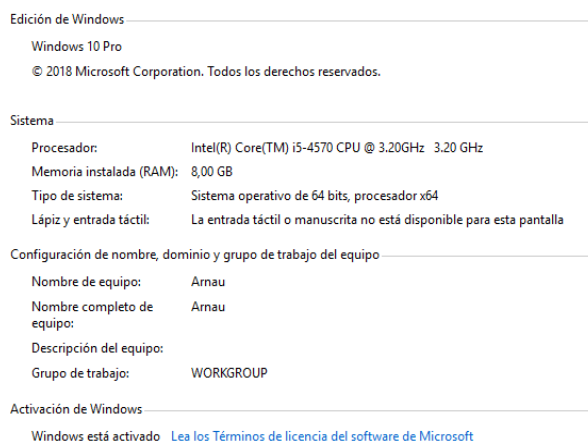 Edición de Windows
Windows 10 Pro
© 2018 Microsoft Corporation. Todos los derechos reservados.
Sistema
Procesador: Intel(R) Core(TM) i5-4570 CPU @ 3.20GHz 3.20 GHz
Memoria instalada (RAM): 8,00 GB
Tipo de sistema: Sistema operativo de 64 bits, procesador x64
Lápiz y entrada táctil: La entrada táctil o manuscrita no está disponible para esta pantalla
Configuración de nombre, dominio y grupo de trabajo del equipo
Nombre de equipo: Arnau
Nombre completo de equipo: Arnau
Descripción del equipo:
Grupo de trabajo: WORKGROUP
Activación de Windows
Windows está activado Lea los Términos de licencia del software de Microsoft